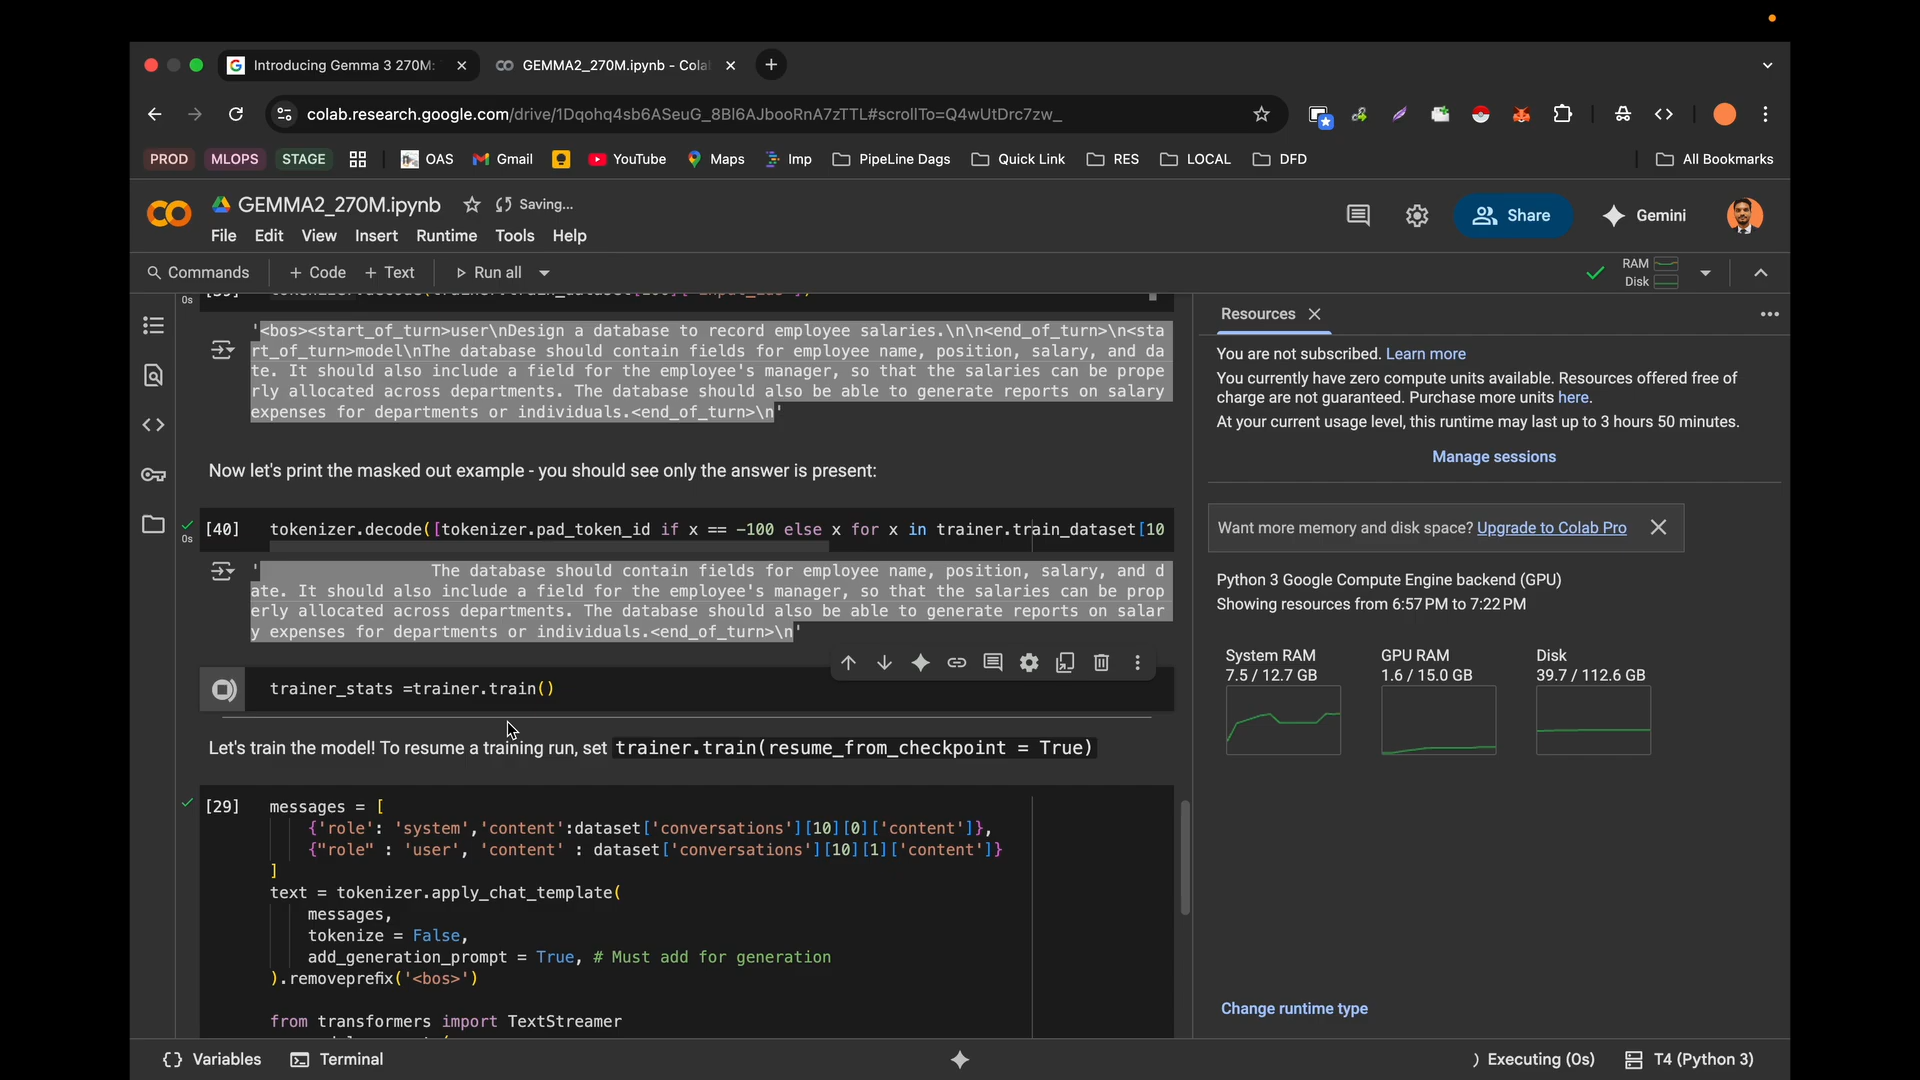 Introducing Gemma 3 270M:
GEMMA2_270M.ipynb - Cola
colab.research.google.com/drive/1Dqohq4sb6ASeuG_8Bl6AJbooRnA7zTTL#scrollTo=Q4wUtDrc7zw_
PROD MLOPS STAGE OAS Gmail YouTube Maps Imp PipeLine Dags Quick Link RES LOCAL DFD All Bookmarks
GEMMA2_270M.ipynb Saving...
File Edit View Insert Runtime Tools Help
Share Gemini
Commands + Code + Text Run all
RAM
Disk
0s
'<bos><start_of_turn>user\nDesign a database to record employee salaries.\n\n<end_of_turn>\n<sta
rt_of_turn>model\nThe database should contain fields for employee name, position, salary, and da
te. It should also include a field for the employee's manager, so that the salaries can be prope
rly allocated across departments. The database should also be able to generate reports on salary
expenses for departments or individuals.<end_of_turn>\n'
Now let's print the masked out example - you should see only the answer is present:
0s
[40] tokenizer.decode([tokenizer.pad_token_id if x == -100 else x for x in trainer.train_dataset[10
' The database should contain fields for employee name, position, salary, and d
ate. It should also include a field for the employee's manager, so that the salaries can be prop
erly allocated across departments. The database should also be able to generate reports on salar
y expenses for departments or individuals.<end_of_turn>\n'
trainer_stats =trainer.train()
Let's train the model! To resume a training run, set trainer.train(resume_from_checkpoint = True)
[29] messages = [
{'role': 'system','content':dataset['conversations'][10][0]['content']},
{"role" : 'user', 'content' : dataset['conversations'][10][1]['content']}
]
text = tokenizer.apply_chat_template(
messages,
tokenize = False,
add_generation_prompt = True, # Must add for generation
).removeprefix('<bos>')
from transformers import TextStreamer
Resources
You are not subscribed. Learn more
You currently have zero compute units available. Resources offered free of
charge are not guaranteed. Purchase more units here.
At your current usage level, this runtime may last up to 3 hours 50 minutes.
Manage sessions
Want more memory and disk space? Upgrade to Colab Pro
Python 3 Google Compute Engine backend (GPU)
Showing resources from 6:57 PM to 7:22 PM
System RAM
7.5 / 12.7 GB
GPU RAM
1.6 / 15.0 GB
Disk
39.7 / 112.6 GB
Change runtime type
Variables Terminal
Executing (0s) T4 (Python 3)